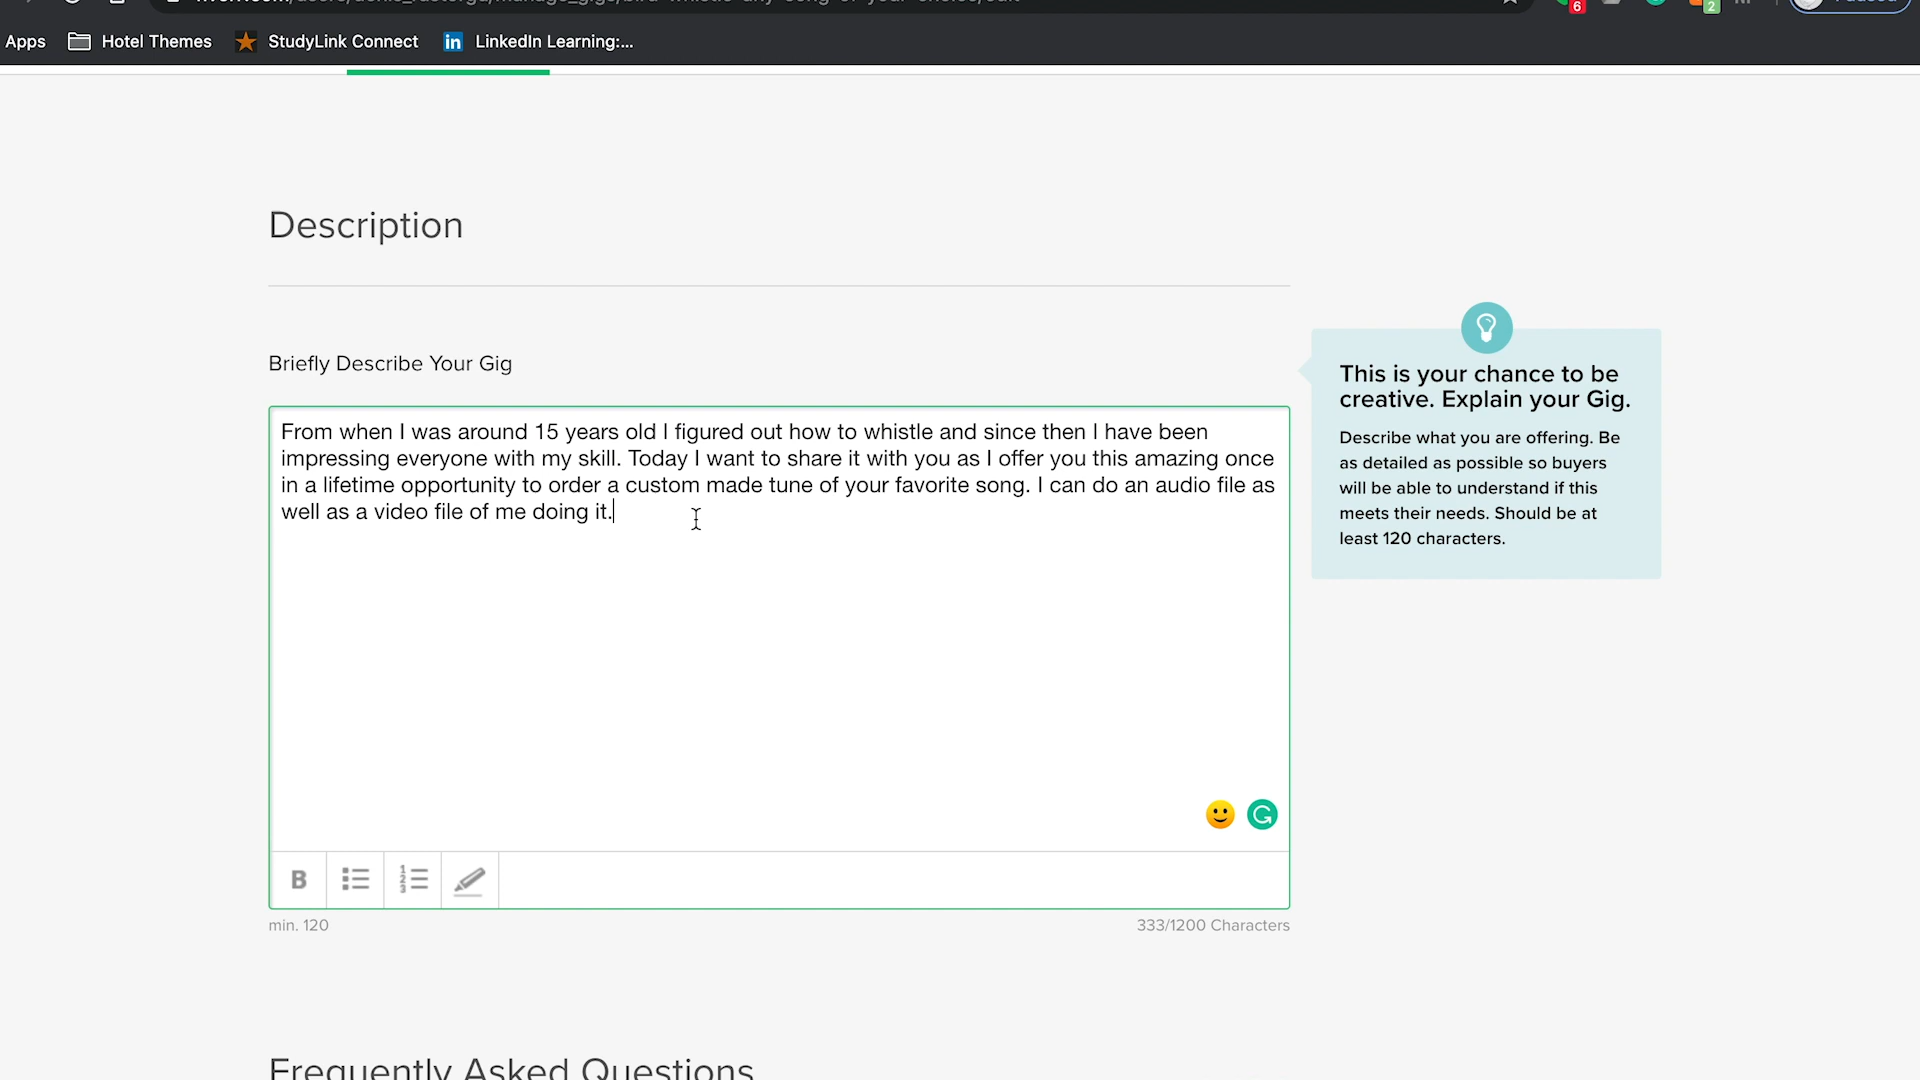 6
2
Apps
Hotel Themes
StudyLink Connect
LinkedIn Learning:...
Description
Briefly Describe Your Gig
From when I was around 15 years old I figured out how to whistle and since then I have been
impressing everyone with my skill. Today I want to share it with you as I offer you this amazing once
in a lifetime opportunity to order a custom made tune of your favorite song. I can do an audio file as
well as a video file of me doing it.
This is your chance to be
creative. Explain your Gig.
Describe what you are offering. Be
as detailed as possible so buyers
will be able to understand if this
meets their needs. Should be at
least 120 characters.
B
min. 120
333/1200 Characters
Frequently Asked Questions